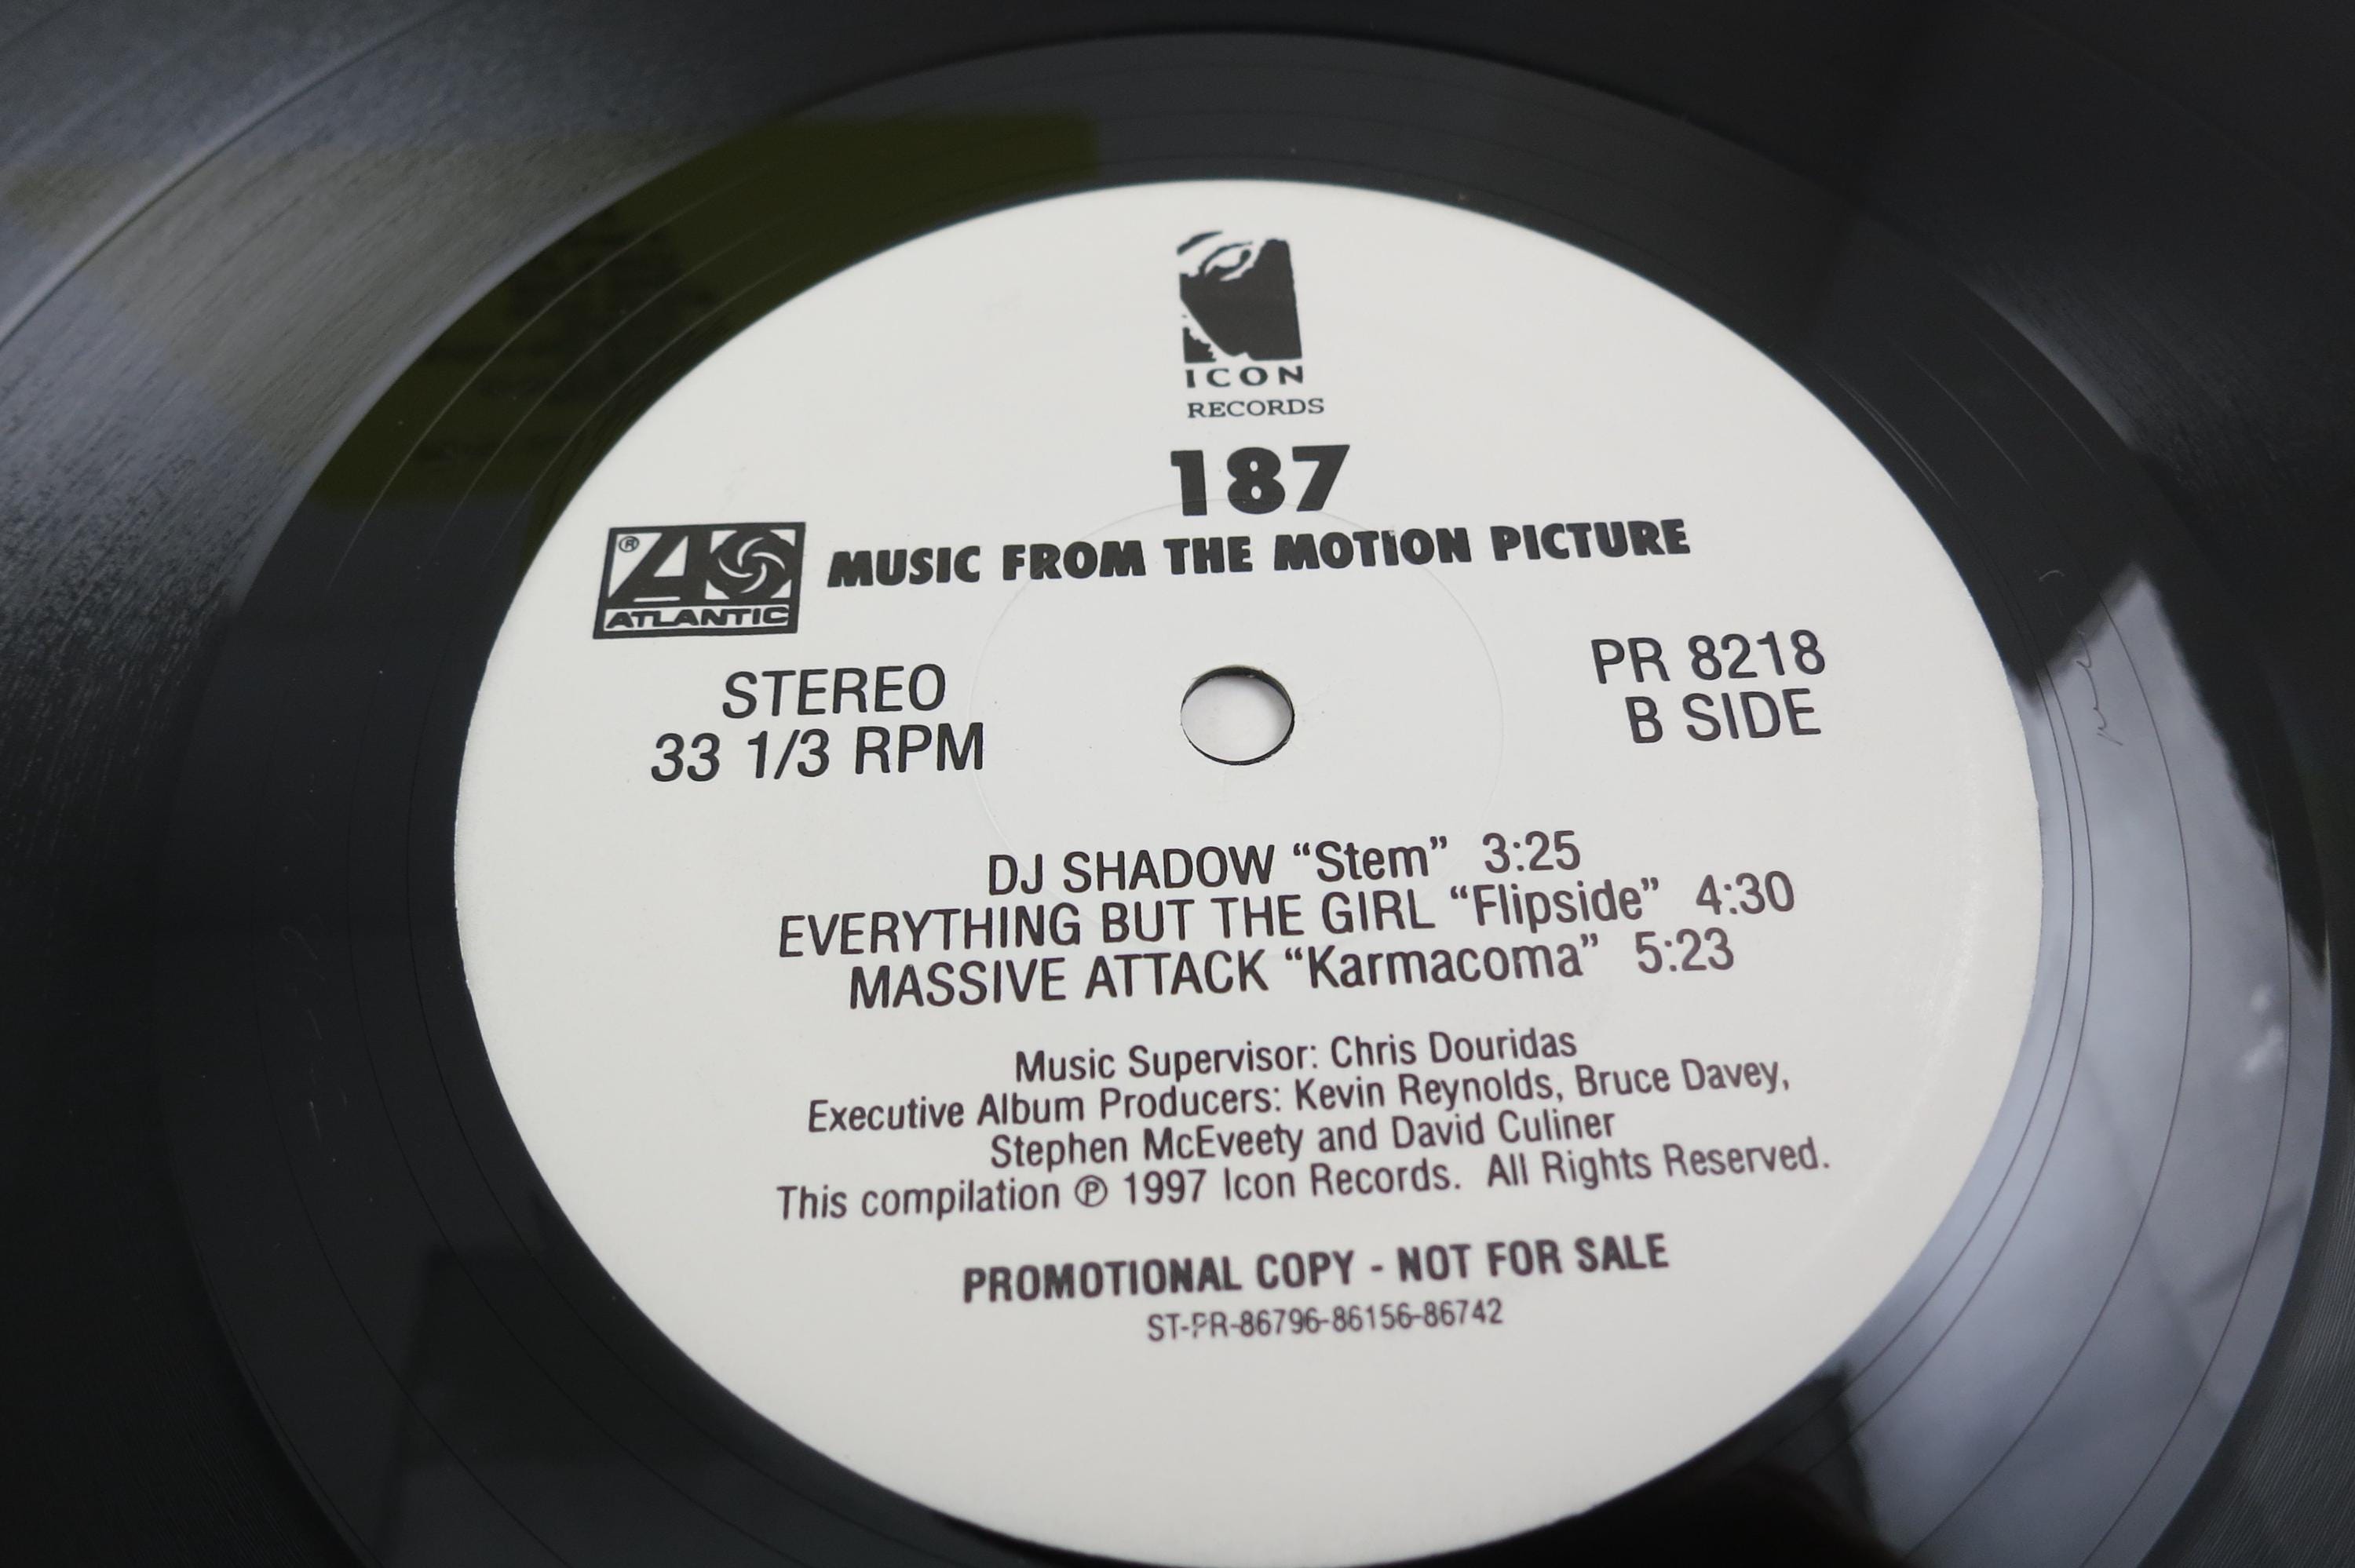 ICON
RECORDS
187
MUSIC FROM THE MOTION PICTURE
®
ATLANTIC
STEREO
33 1/3 RPM
PR 8218
B SIDE
DJ SHADOW “Stem” 3:25
EVERYTHING BUT THE GIRL “Flipside” 4:30
MASSIVE ATTACK “Karmacoma” 5:23
Music Supervisor: Chris Douridas
Executive Album Producers: Kevin Reynolds, Bruce Davey,
Stephen McEveety and David Culiner
This compilation ℗ 1997 Icon Records. All Rights Reserved.
PROMOTIONAL COPY - NOT FOR SALE
ST-PR-86796-86156-86742